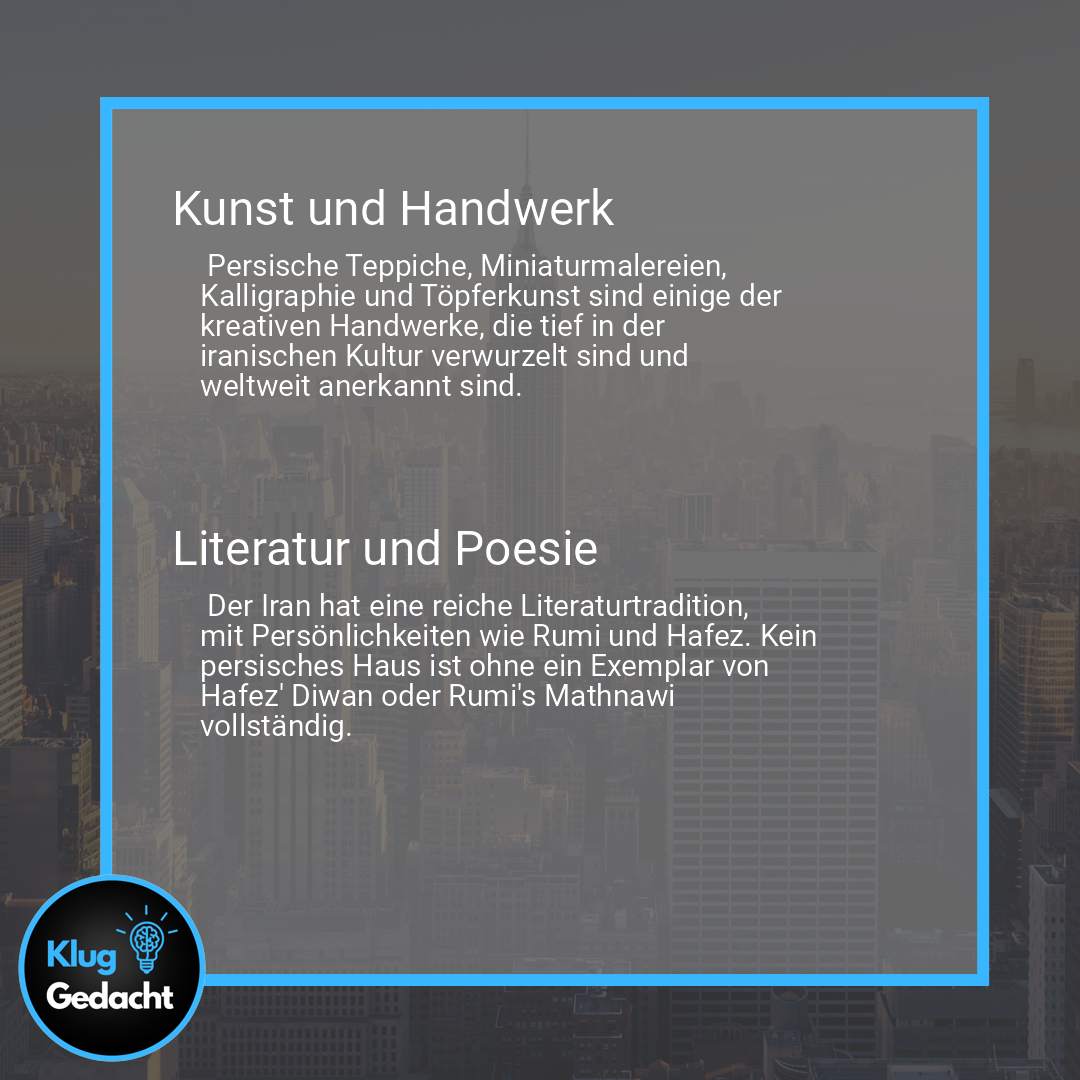 Kunst und Handwerk
Persische Teppiche, Miniaturmalereien,
Kalligraphie und Töpferkunst sind einige der
kreativen Handwerke, die tief in der
iranischen Kultur verwurzelt sind und
weltweit anerkannt sind.
Literatur und Poesie
Der Iran hat eine reiche Literaturtradition,
mit Persönlichkeiten wie Rumi und Hafez. Kein
persisches Haus ist ohne ein Exemplar von
Hafez' Diwan oder Rumi's Mathnawi
vollständig.
Klug
Gedacht